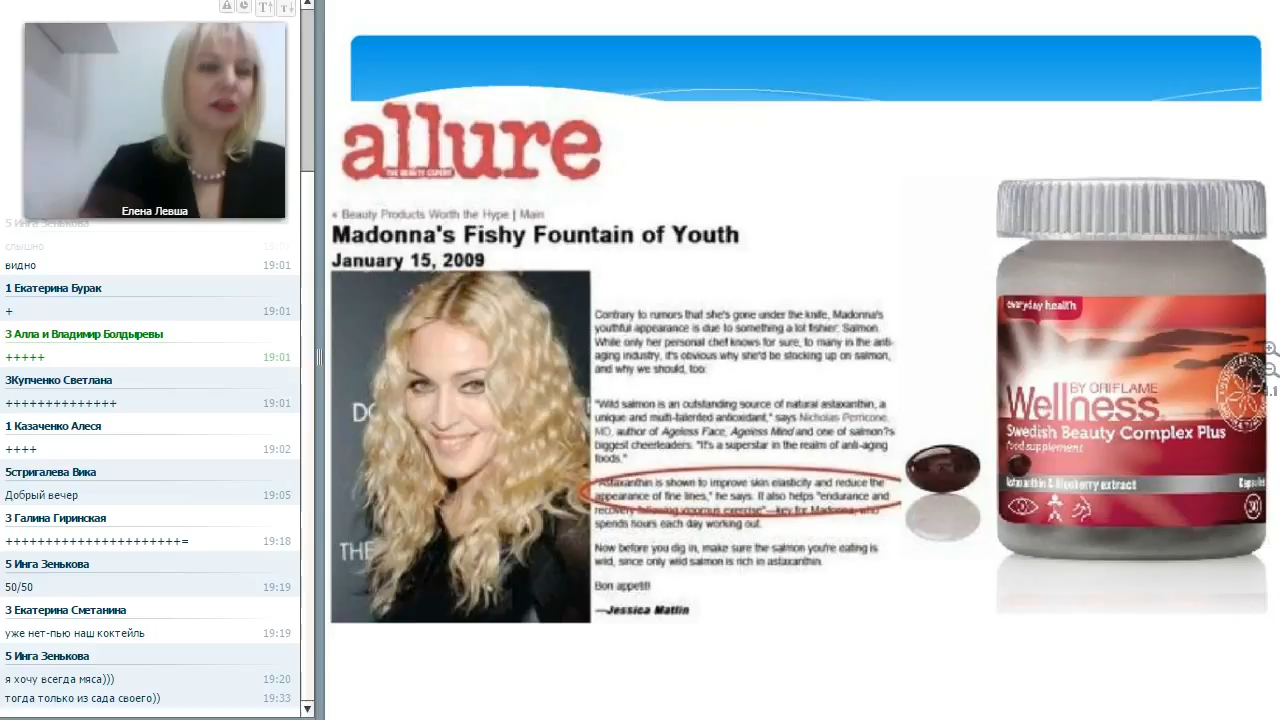 Елена Левша
5 Инга Зенькова
слышно
видно 19:01
1 Екатерина Бурак
+ 19:01
3 Алла и Владимир Болдыревы
+++++ 19:01
3Купченко Светлана
++++++++++++++ 19:01
1 Казаченко Алеся
++++ 19:02
5стригалева Вика
Добрый вечер 19:05
3 Галина Гиринская
++++++++++++++++++++++= 19:18
5 Инга Зенькова
50/50 19:19
3 Екатерина Сметанина
уже нет-пью наш коктейль 19:19
5 Инга Зенькова
я хочу всегда мяса))) 19:20
тогда только из сада своего)) 19:33
allure
THE BEAUTY EXPERT
« Beauty Products Worth the Hype | Main
Madonna's Fishy Fountain of Youth
January 15, 2009
DO
THE
Contrary to rumors that she's gone under the knife, Madonna's
youthful appearance is due to something a lot fishier: Salmon.
While only her personal chef knows for sure, to many in the anti-
aging industry, it's obvious why she'd be stocking up on salmon,
and why we should, too:
"Wild salmon is an outstanding source of natural astaxanthin, a
unique and multi-talented antioxidant," says Nicholas Perricone,
MD, author of Ageless Face, Ageless Mind and one of salmon?s
biggest cheerleaders. "It's a superstar in the realm of anti-aging
foods."
"Astaxanthin is shown to improve skin elasticity and reduce the
appearance of fine lines," he says. It also helps "endurance and
recovery following vigorous exercise"—key for Madonna, who
spends hours each day working out.
Now before you dig in, make sure the salmon you're eating is
wild, since only wild salmon is rich in astaxanthin.
Bon appetit!
—Jessica Matlin
everyday health
Wellness
BY ORIFLAME
Swedish Beauty Complex Plus
Food supplement
Astaxanthin & Blueberry extract
Capsules
30